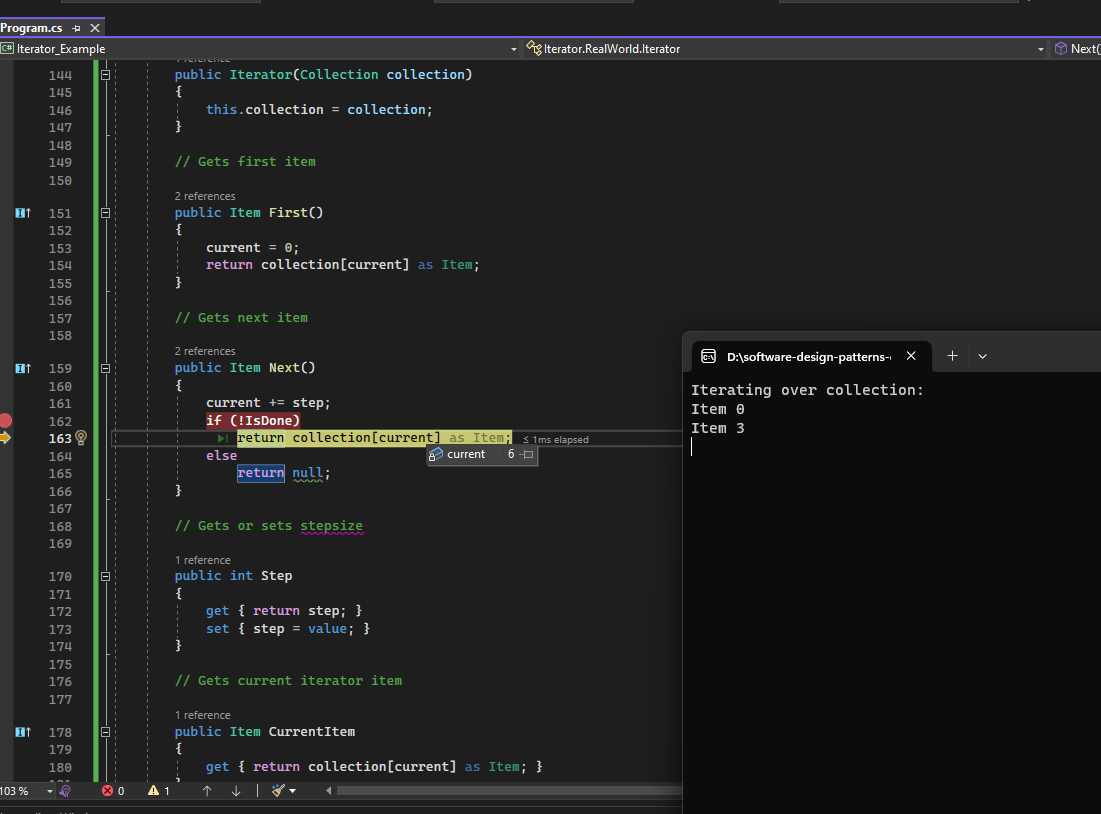 Program.cs
Iterator_Example
Iterator.RealWorld.Iterator
Next(
144 public Iterator(Collection collection)
145 {
146 this.collection = collection;
147 }
148
149 // Gets first item
150
2 references
151 public Item First()
152 {
153 current = 0;
154 return collection[current] as Item;
155 }
156
157 // Gets next item
158
2 references
159 public Item Next()
160 {
161 current += step;
162 if (!IsDone)
163 return collection[current] as Item; ≤ 1ms elapsed
164 else
current 6
165 return null;
166 }
167
168 // Gets or sets stepsize
169
1 reference
170 public int Step
171 {
172 get { return step; }
173 set { step = value; }
174 }
175
176 // Gets current iterator item
177
1 reference
178 public Item CurrentItem
179 {
180 get { return collection[current] as Item; }
103 %
0
1
D:\software-design-patterns-
Iterating over collection:
Item 0
Item 3